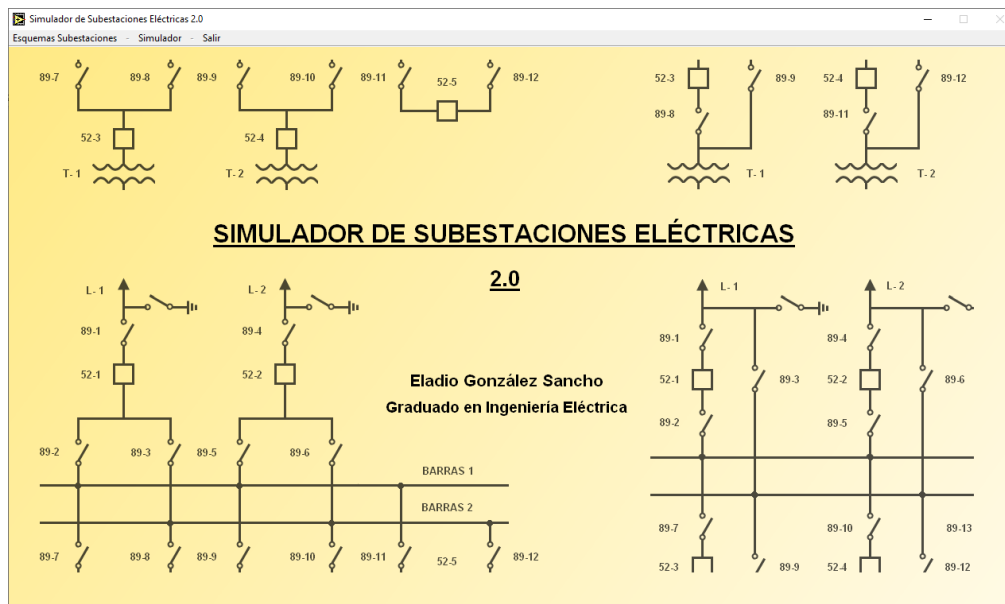 Simulador de Subestaciones Eléctricas 2.0
Esquemas Subestaciones - Simulador - Salir
89-7 89-8 89-9 89-10 89-11 52-5 89-12 52-3 89-9 52-4 89-12
52-3 52-4 89-8 89-11
T-1 T-2 T-1 T-2
SIMULADOR DE SUBESTACIONES ELÉCTRICAS
2.0
L-1 L-2 L-1 L-2
89-1 89-4 89-1 89-4
52-1 52-2 52-1 89-3 52-2 89-6
Eladio González Sancho
Graduado en Ingeniería Eléctrica
89-2 89-5
89-2 89-3 89-5 89-6
BARRAS 1
BARRAS 2
89-7 89-10 89-13
89-7 89-8 89-9 89-10 89-11 52-5 89-12
52-3 89-9 52-4 89-12